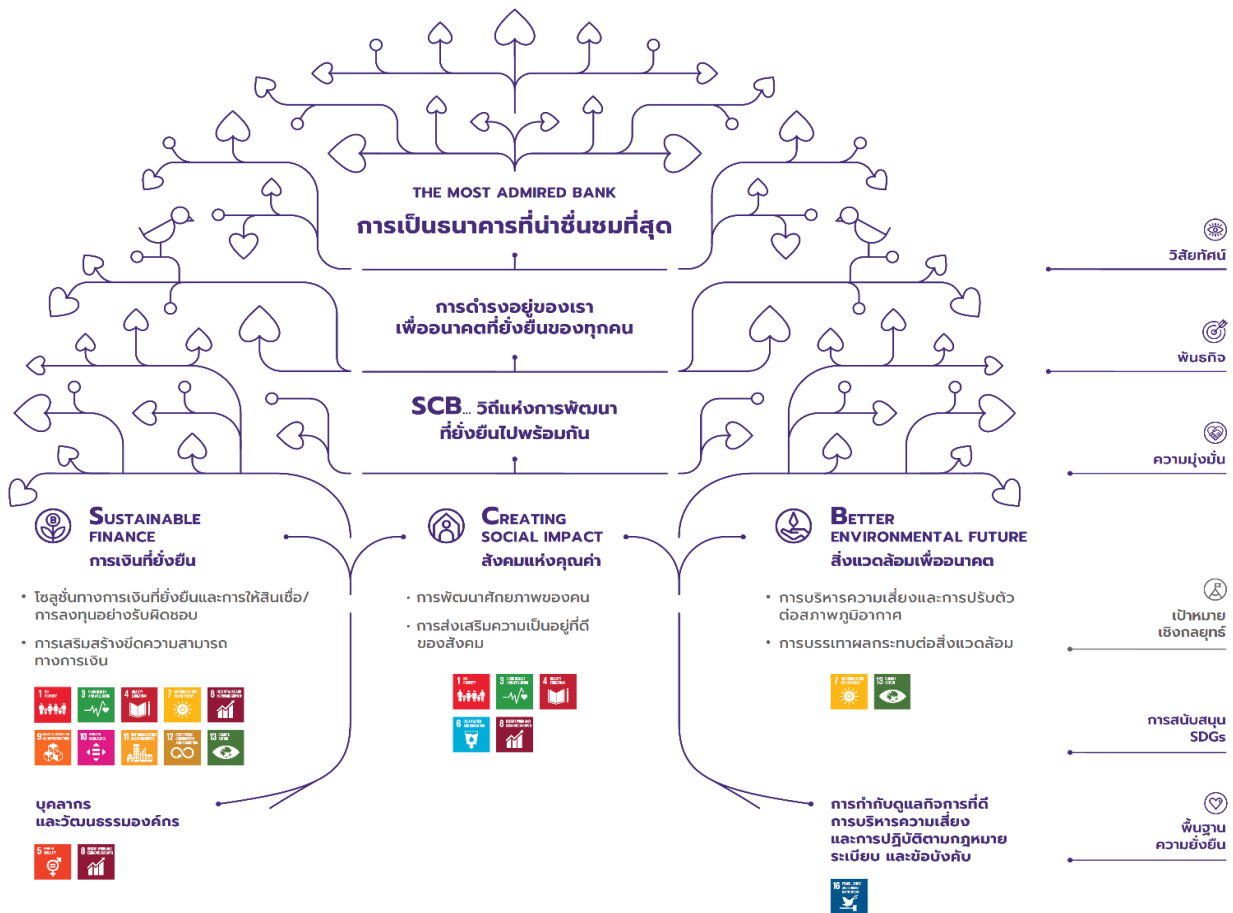 THE MOST ADMIRED BANK
การเป็นธนาคารที่น่าชื่นชมที่สุด
วิสัยทัศน์
การดำรงอยู่ของเรา
เพื่ออนาคตที่ยั่งยืนของทุกคน
พันธกิจ
SCB... วิถีแห่งการพัฒนา
ที่ยั่งยืนไปพร้อมกัน
ความมุ่งมั่น
SUSTAINABLE
FINANCE
การเงินที่ยั่งยืน
• โซลูชั่นทางการเงินที่ยั่งยืนและการให้สินเชื่อ/
การลงทุนอย่างรับผิดชอบ
• การเสริมสร้างขีดความสามารถ
ทางการเงิน
CREATING
SOCIAL IMPACT
สังคมแห่งคุณค่า
• การพัฒนาศักยภาพของคน
• การส่งเสริมความเป็นอยู่ที่ดี
ของสังคม
BETTER
ENVIRONMENTAL FUTURE
สิ่งแวดล้อมเพื่ออนาคต
• การบริหารความเสี่ยงและการปรับตัว
ต่อสภาพภูมิอากาศ
• การบรรเทาผลกระทบต่อสิ่งแวดล้อม
เป้าหมาย
เชิงกลยุทธ์
1 3 4 7 8
9 10 11 12 13
1 3 4
6 8
7 13
การสนับสนุน
SDGs
บุคลากร
และวัฒนธรรมองค์กร
5 8
การกำกับดูแลกิจการที่ดี
การบริหารความเสี่ยง
และการปฏิบัติตามกฎหมาย
ระเบียบ และข้อบังคับ
16
พื้นฐาน
ความยั่งยืน